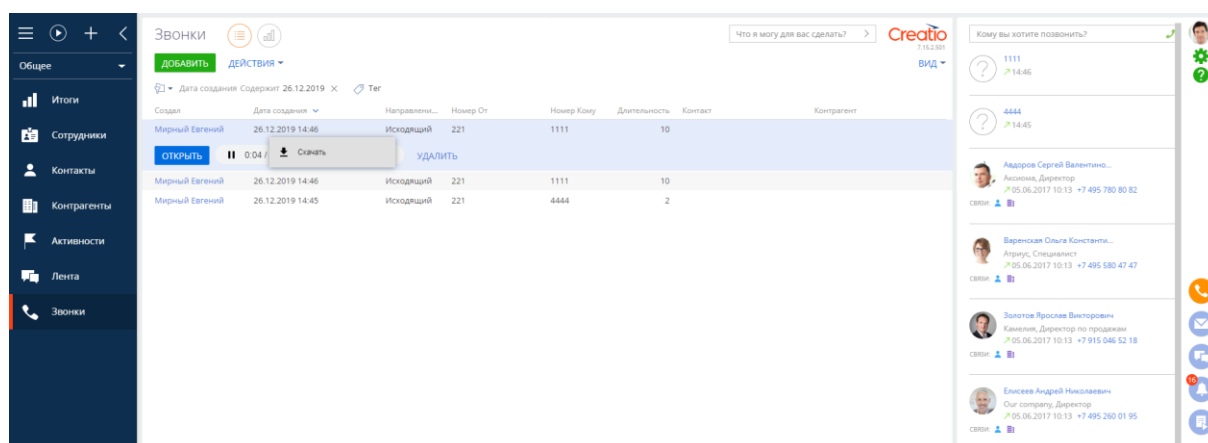 Общее
Итоги
Сотрудники
Контакты
Контрагенты
Активности
Лента
Звонки
Звонки
Что я могу для вас сделать? >
Creatio
7.15.2.501
ДОБАВИТЬ ДЕЙСТВИЯ
ВИД
Дата создания Содержит 26.12.2019 × Тег
Создал Дата создания Направлени... Номер От Номер Кому Длительность Контакт Контрагент
Мирный Евгений 26.12.2019 14:46 Исходящий 221 1111 10
ОТКРЫТЬ 0:04 / Скачать УДАЛИТЬ
Мирный Евгений 26.12.2019 14:46 Исходящий 221 1111 10
Мирный Евгений 26.12.2019 14:45 Исходящий 221 4444 2
Кому вы хотите позвонить?
?
1111
14:46
?
4444
14:45
Авдоров Сергей Валентино...
Аксиома, Директор
05.06.2017 10:13 +7 495 780 80 82
СВЯЗИ:
Варенская Ольга Константи...
Атриус, Специалист
05.06.2017 10:13 +7 495 580 47 47
СВЯЗИ:
Золотов Ярослав Викторович
Камелия, Директор по продажам
05.06.2017 10:13 +7 915 046 52 18
СВЯЗИ:
Елисеев Андрей Николаевич
Our company, Директор
05.06.2017 10:13 +7 495 260 01 95
СВЯЗИ:
?
16